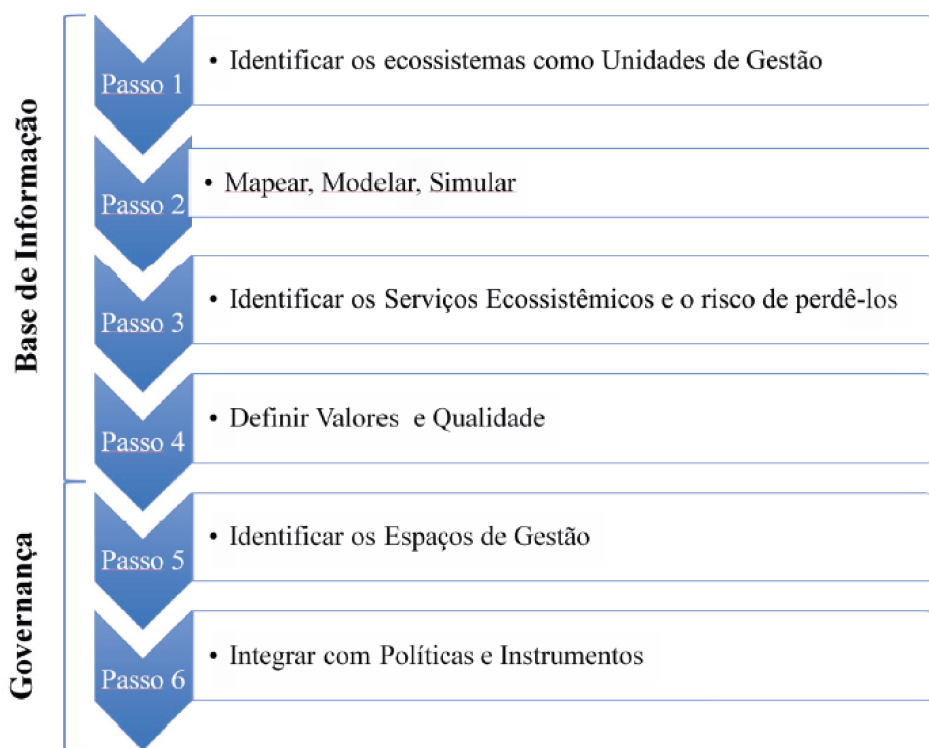 Base de Informação
Passo 1
• Identificar os ecossistemas como Unidades de Gestão
Passo 2
• Mapear, Modelar, Simular
Passo 3
• Identificar os Serviços Ecossistêmicos e o risco de perdê-los
Passo 4
• Definir Valores e Qualidade
Governança
Passo 5
• Identificar os Espaços de Gestão
Passo 6
• Integrar com Políticas e Instrumentos